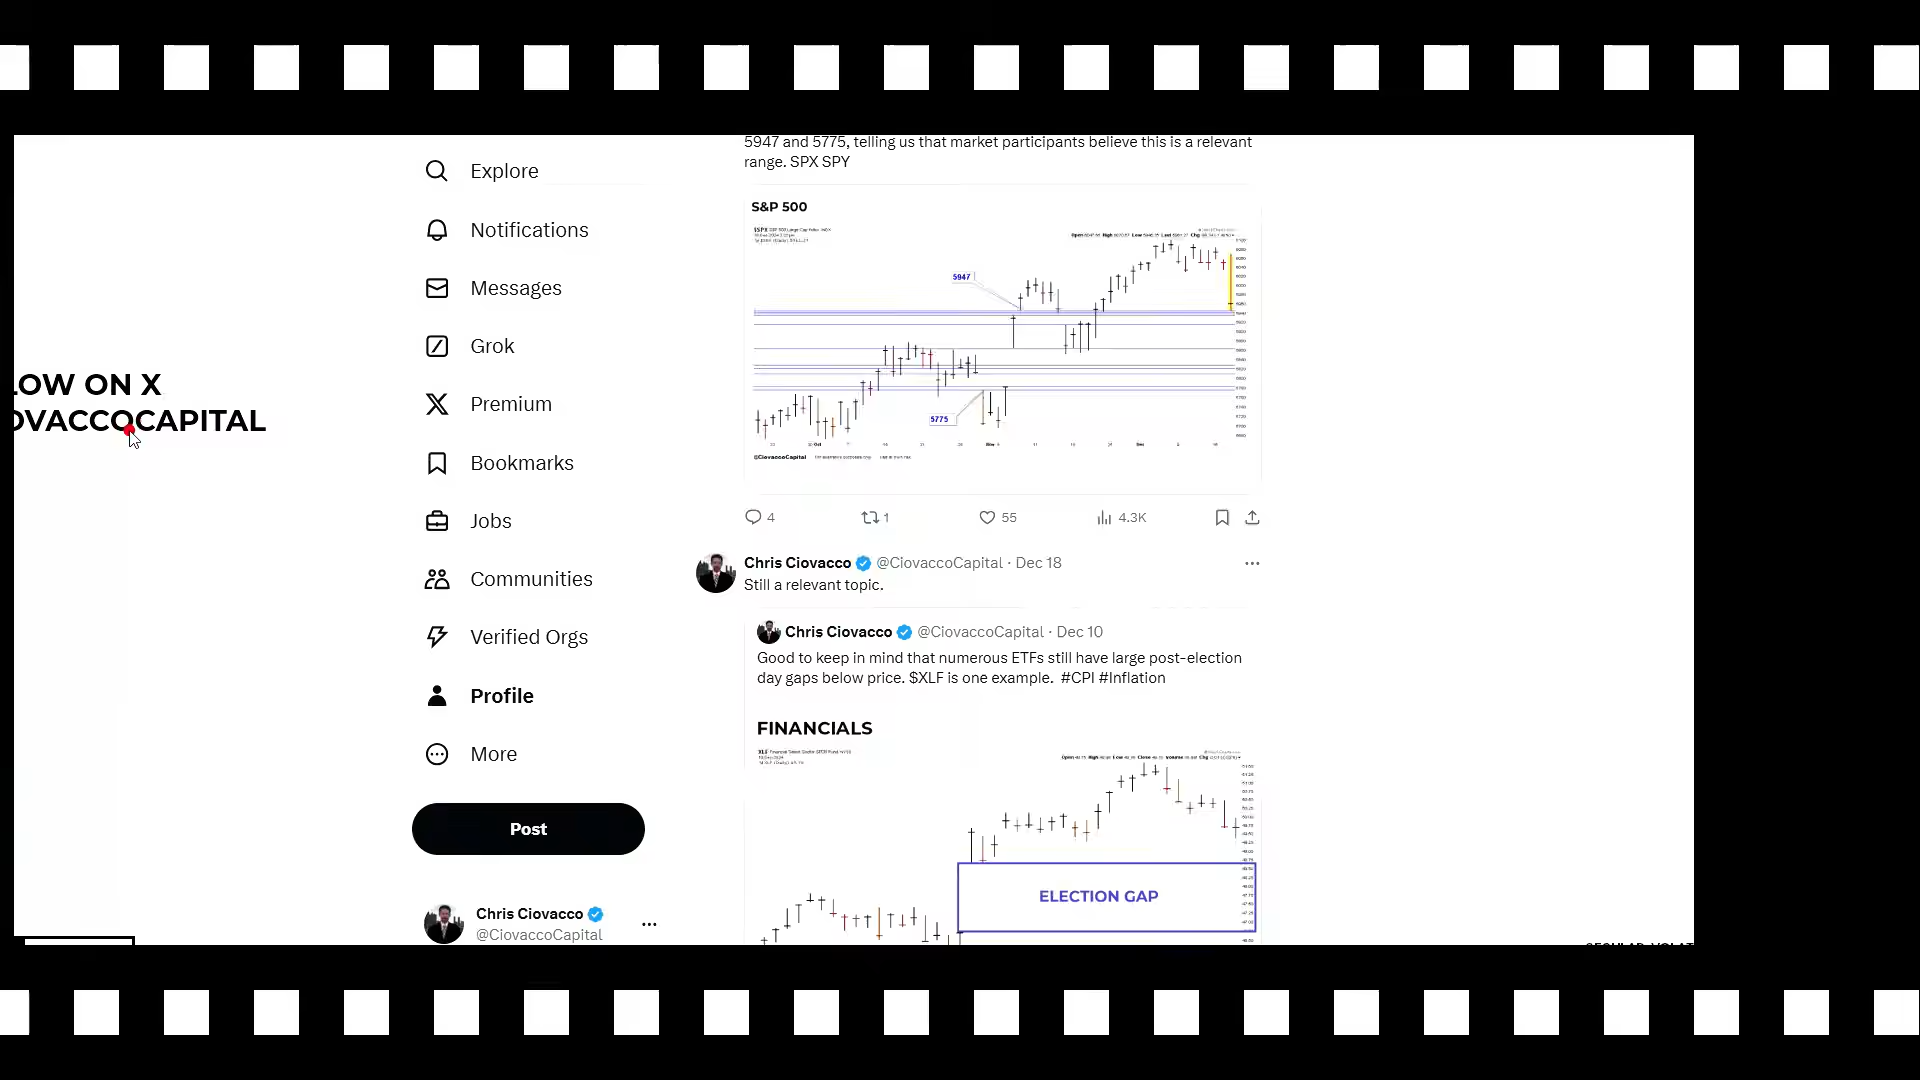 LOW ON X
OVACCOCAPITAL
Explore
Notifications
Messages
Grok
Premium
Bookmarks
Jobs
Communities
Verified Orgs
Profile
More
Post
Chris Ciovacco
@CiovaccoCapital
5947 and 5775, telling us that market participants believe this is a relevant
range. SPX SPY
S&P 500
5947
5775
@CiovaccoCapital
4
1
55
4.3K
Chris Ciovacco @CiovaccoCapital · Dec 18
Still a relevant topic.
Chris Ciovacco @CiovaccoCapital · Dec 10
Good to keep in mind that numerous ETFs still have large post-election
day gaps below price. $XLF is one example. #CPI #Inflation
FINANCIALS
ELECTION GAP